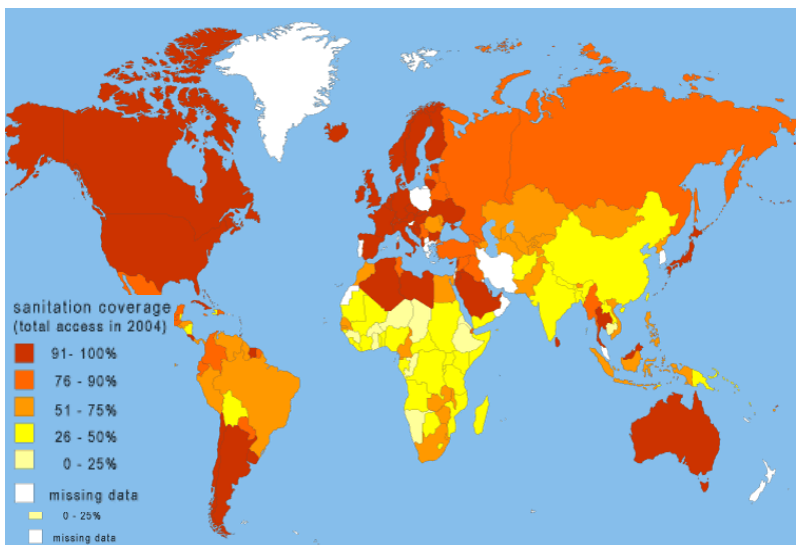 sanitation coverage
(total access in 2004)
91- 100%
76 - 90%
51 - 75%
26 - 50%
0 - 25%
missing data
0 - 25%
missing data